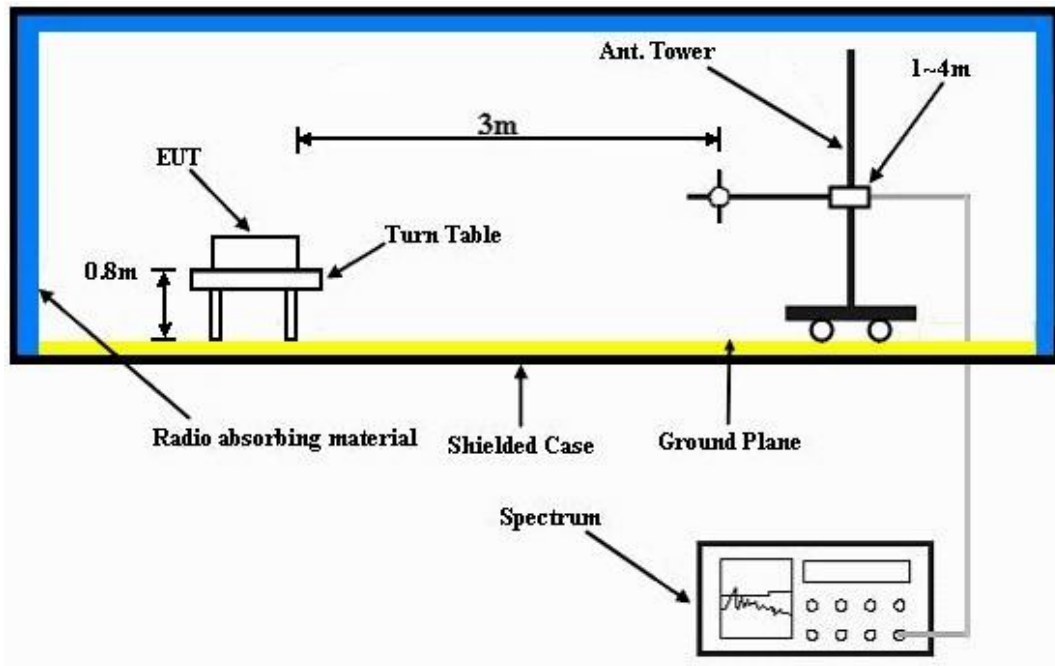 Ant. Tower
1~4m
3m
EUT
Turn Table
0.8m
Radio absorbing material
Shielded Case
Ground Plane
Spectrum